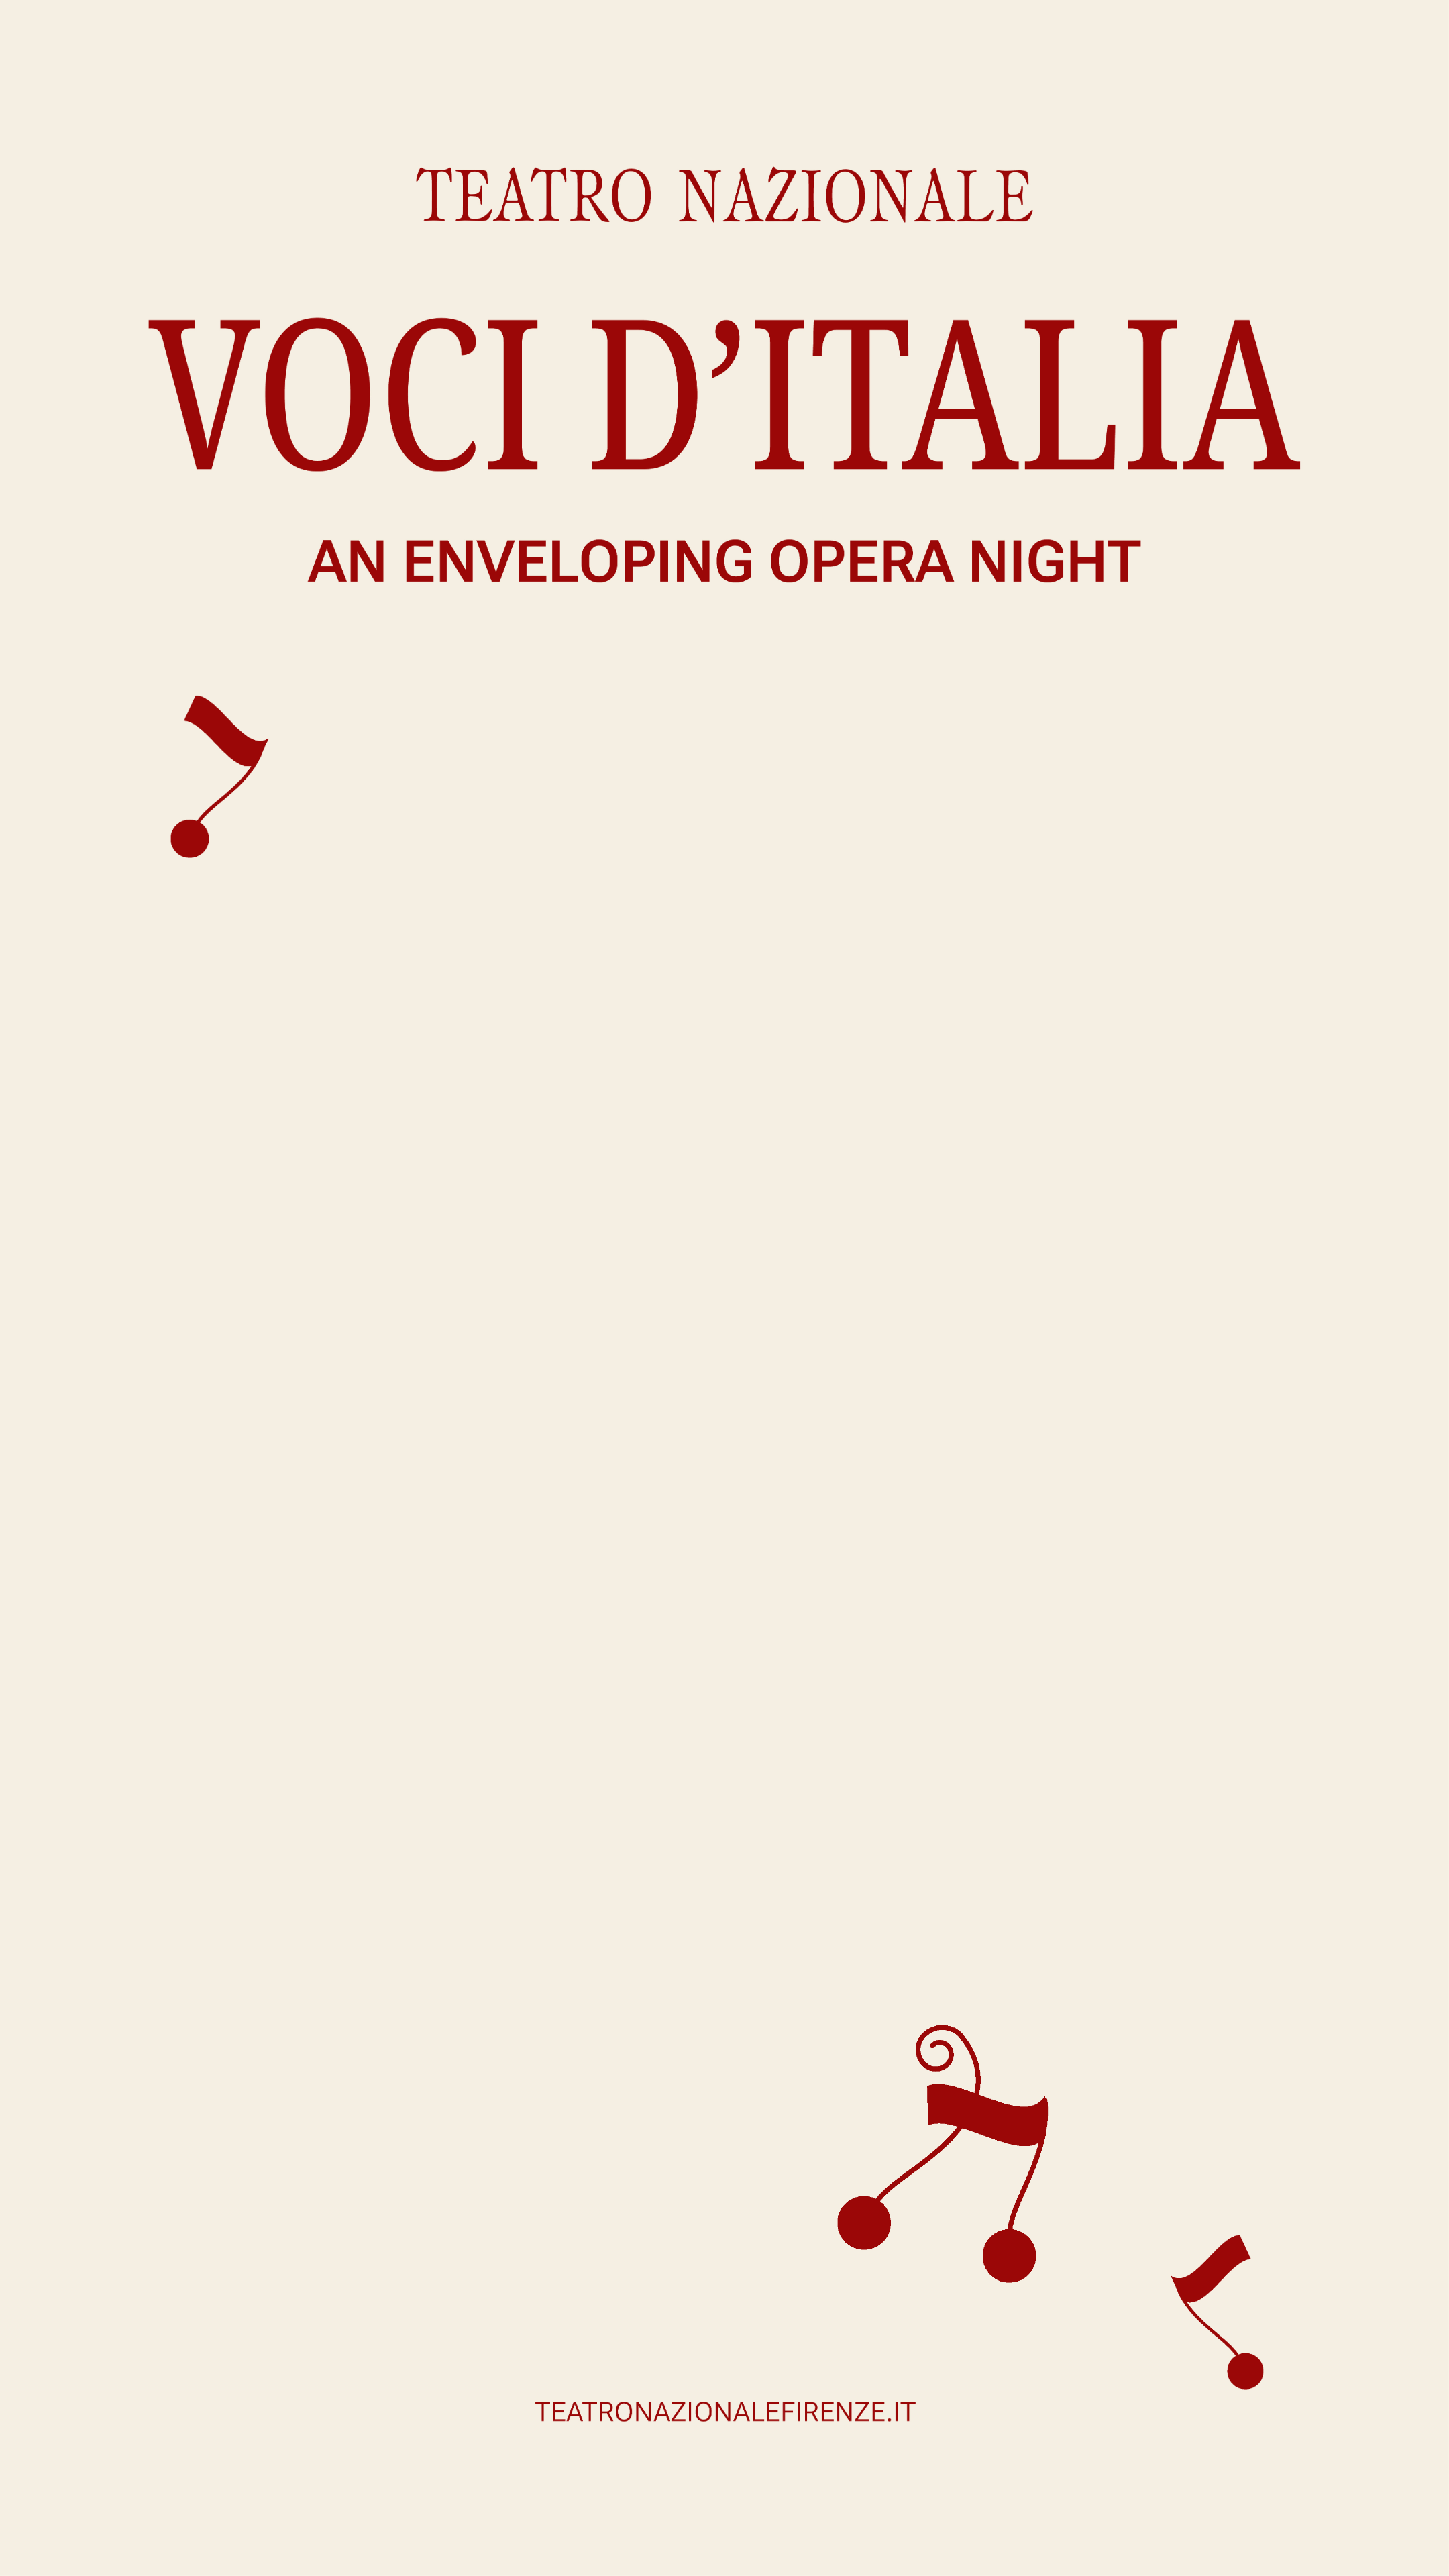 TEATRO NAZIONALE
VOCI D’ITALIA
AN ENVELOPING OPERA NIGHT
TEATRONAZIONALEFIRENZE.IT